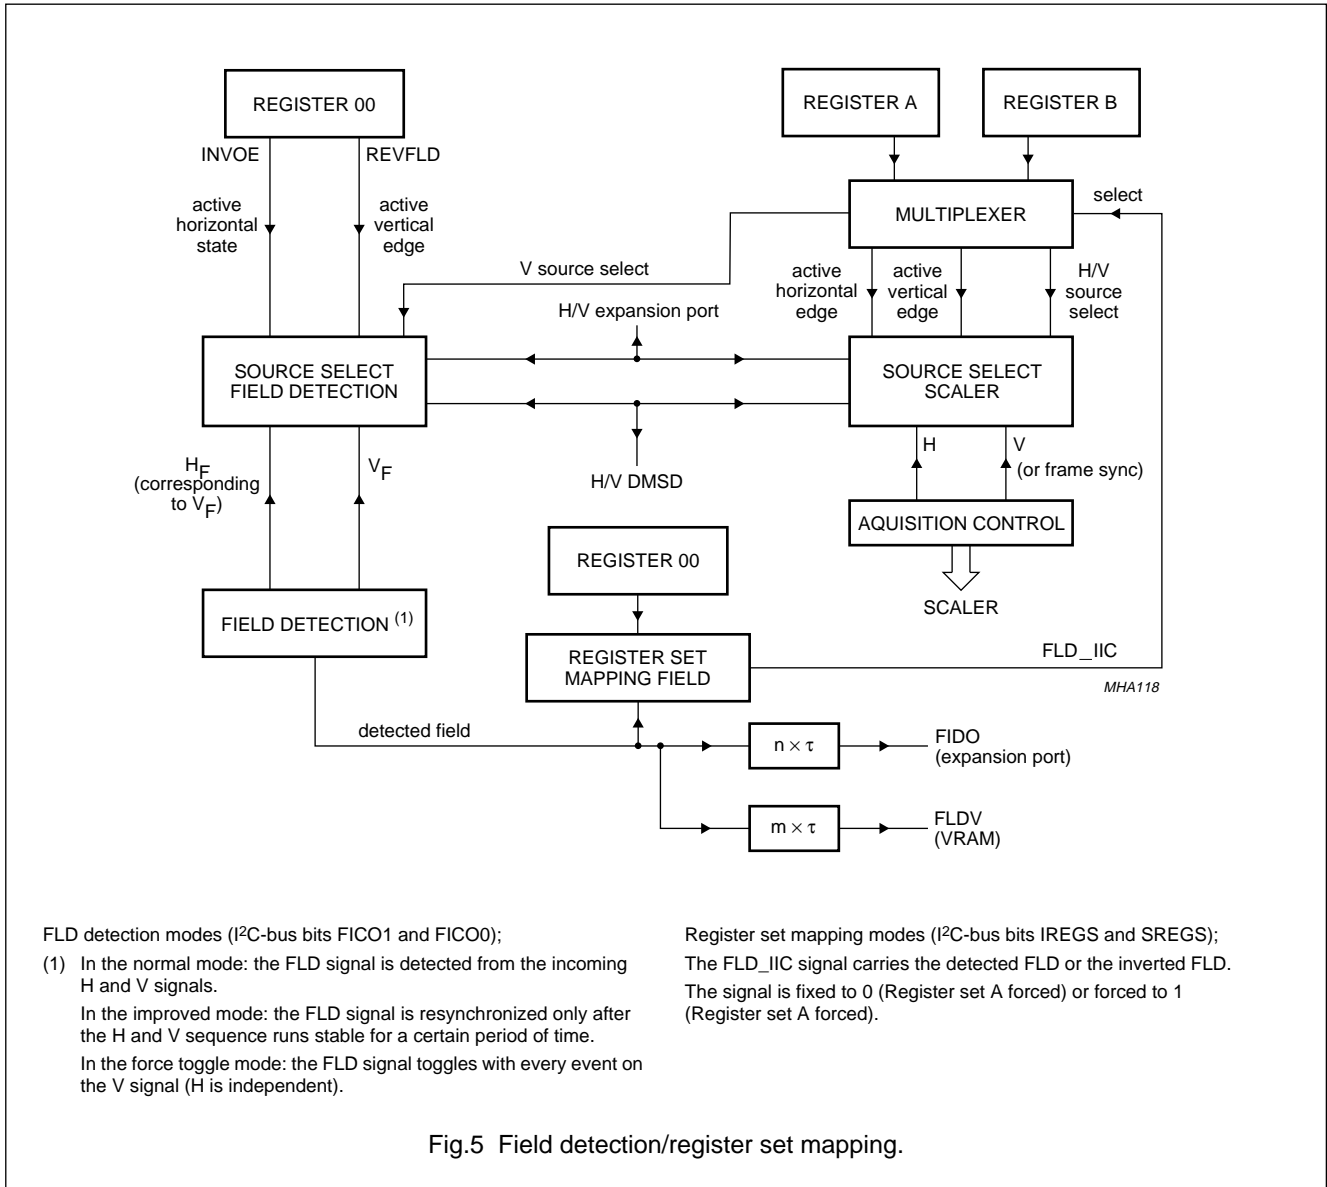 REGISTER 00
REGISTER A
REGISTER B
INVOE
REVFLD
active
horizontal
state
active
vertical
edge
MULTIPLEXER
select
V source select
H/V expansion port
active
horizontal
edge
active
vertical
edge
H/V
source
select
SOURCE SELECT
FIELD DETECTION
SOURCE SELECT
SCALER
HF
(corresponding
to VF)
VF
H/V DMSD
H
V
(or frame sync)
AQUISITION CONTROL
REGISTER 00
SCALER
FIELD DETECTION (1)
REGISTER SET
MAPPING FIELD
FLD_IIC
MHA118
detected field
n × τ
FIDO
(expansion port)
m × τ
FLDV
(VRAM)
FLD detection modes (I2C-bus bits FICO1 and FICO0);
(1) In the normal mode: the FLD signal is detected from the incoming
H and V signals.
In the improved mode: the FLD signal is resynchronized only after
the H and V sequence runs stable for a certain period of time.
In the force toggle mode: the FLD signal toggles with every event on
the V signal (H is independent).
Register set mapping modes (I2C-bus bits IREGS and SREGS);
The FLD_IIC signal carries the detected FLD or the inverted FLD.
The signal is fixed to 0 (Register set A forced) or forced to 1
(Register set A forced).
Fig.5 Field detection/register set mapping.